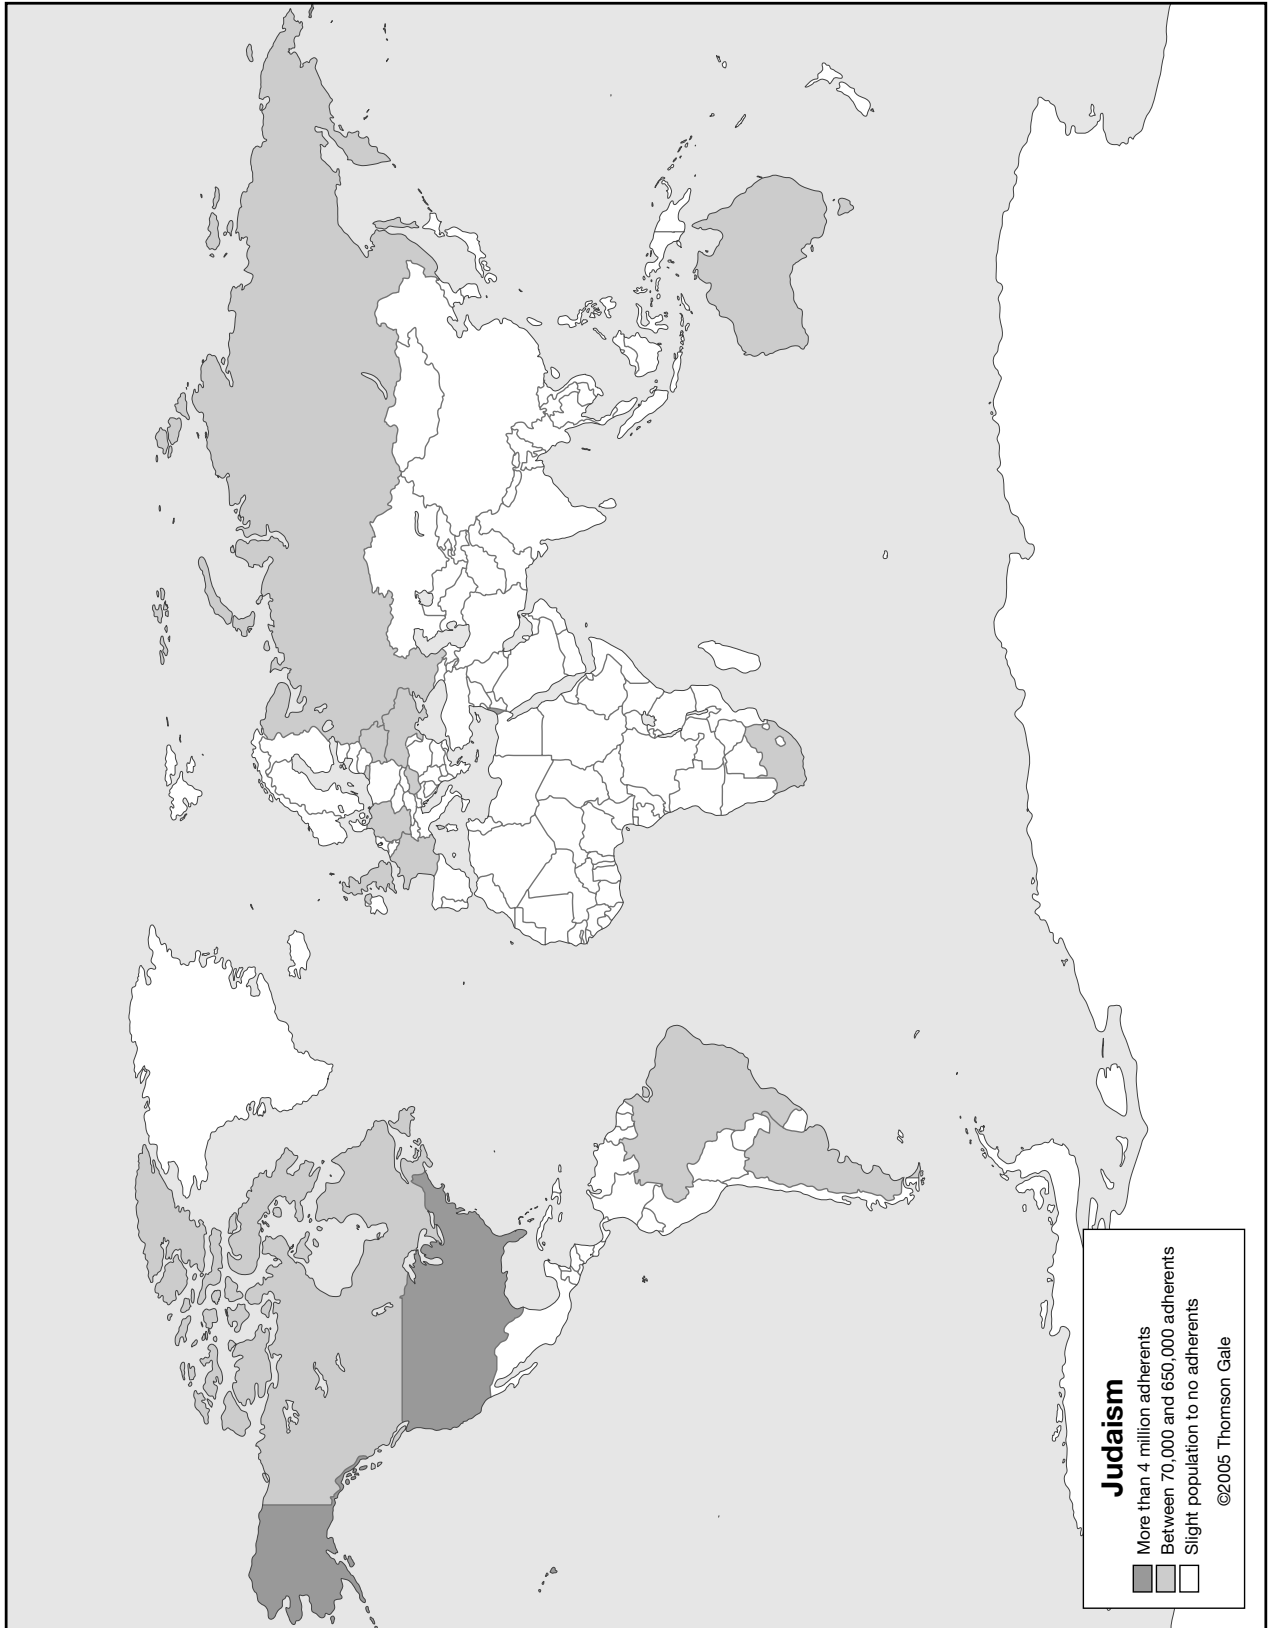 Judaism
More than 4 million adherents
Between 70,000 and 650,000 adherents
Slight population to no adherents
©2005 Thomson Gale